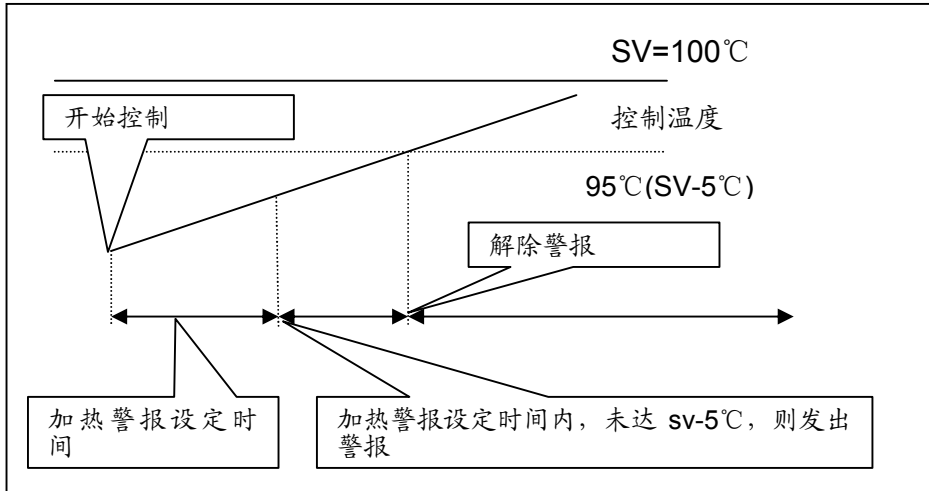 SV=100℃
开始控制
控制温度
95℃(SV-5℃)
解除警报
加热警报设定时
间
加热警报设定时间内，未达 sv-5℃，则发出
警报